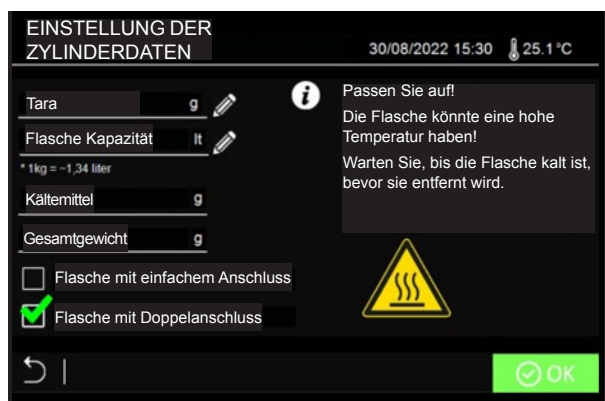 EINSTELLUNG DER
ZYLINDERDATEN
30/08/2022 15:30 25.1°C
Tara g
Flasche Kapazität lt
* 1kg = ~1,34 liter
Kältemittel g
Gesamtgewicht g
Flasche mit einfachem Anschluss
Flasche mit Doppelanschluss
i
Passen Sie auf!
Die Flasche könnte eine hohe
Temperatur haben!
Warten Sie, bis die Flasche kalt ist,
bevor sie entfernt wird.
OK